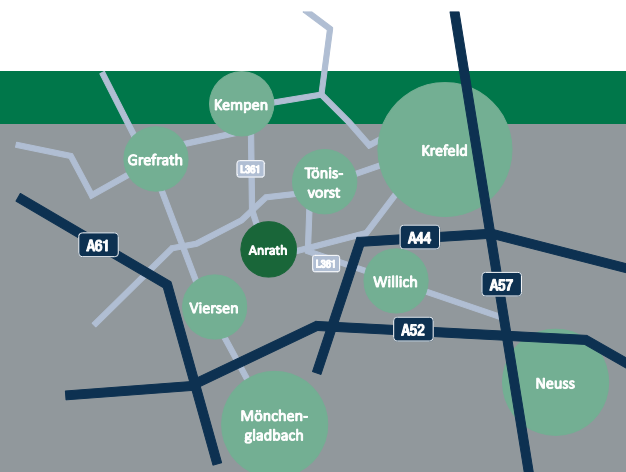 Kempen
Krefeld
Grefrath
L361
Tönis-
vorst
A61
A44
Anrath
L361
Willich
A57
Viersen
A52
Neuss
Mönchen-
gladbach